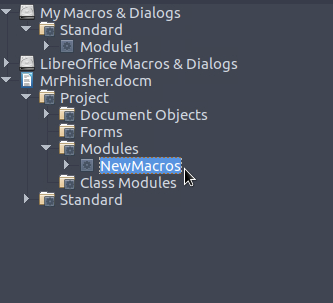 My Macros & Dialogs
Standard
Module1
LibreOffice Macros & Dialogs
MrPhisher.docm
Project
Document Objects
Forms
Modules
NewMacros
Class Modules
Standard